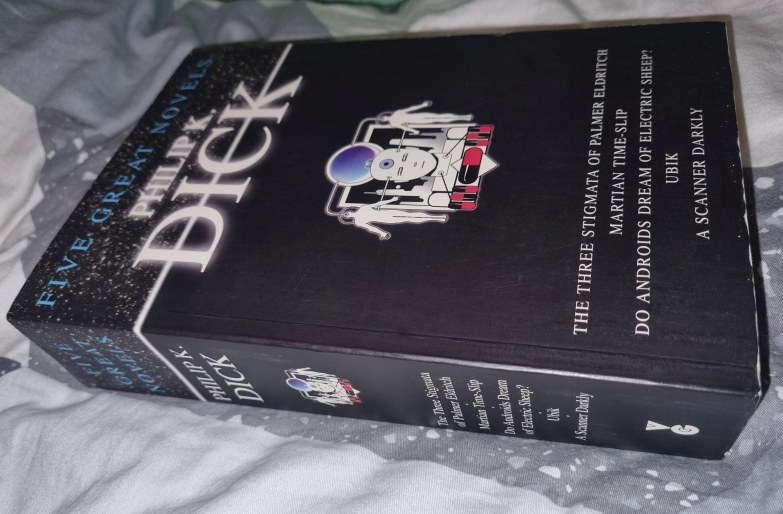 FIVE GREAT NOVELS
PHILIP K.
DICK
THE THREE STIGMATA OF PALMER ELDRITCH
MARTIAN TIME-SLIP
DO ANDROIDS DREAM OF ELECTRIC SHEEP?
UBIK
A SCANNER DARKLY
FIVE
GREAT
NOVELS
PHILIP K.
DICK
The Three Stigmata
of Palmer Eldritch
Martian Time-Slip
Do Androids Dream
of Electric Sheep?
Ubik
A Scanner Darkly
VG